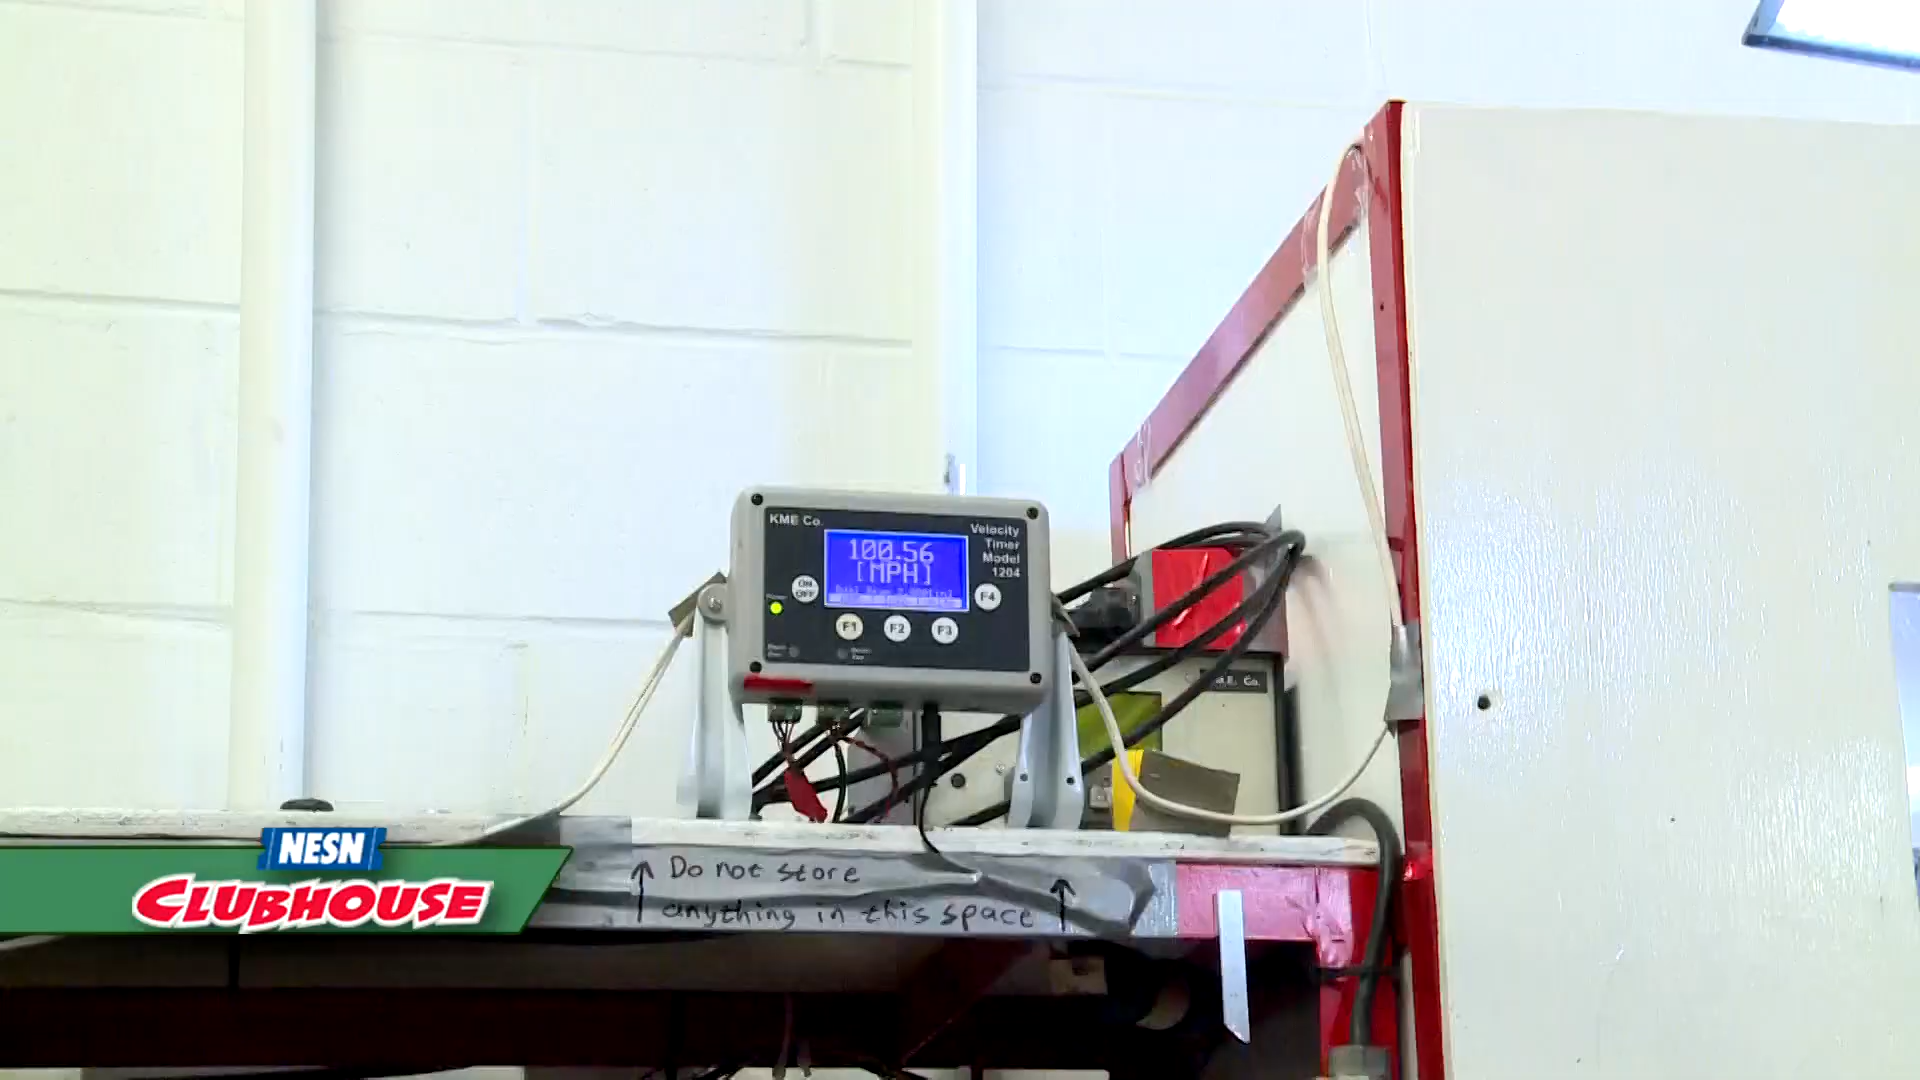 KME Co.
Velocity
Timer
Model
1204
100.56
[MPH]
ON
OFF
F4
F1
F2
F3
NESN
CLUBHOUSE
Do not store
anything in this space